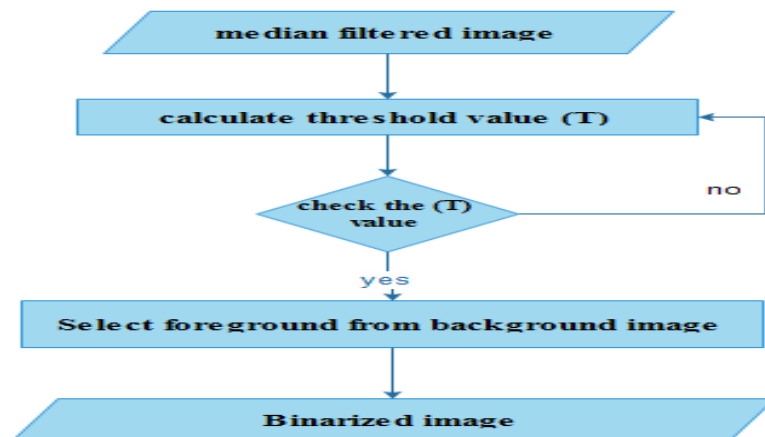 median filtered image
calculate threshold value (T)
check the (T)
value
no
yes
Select foreground from background image
Binarized image